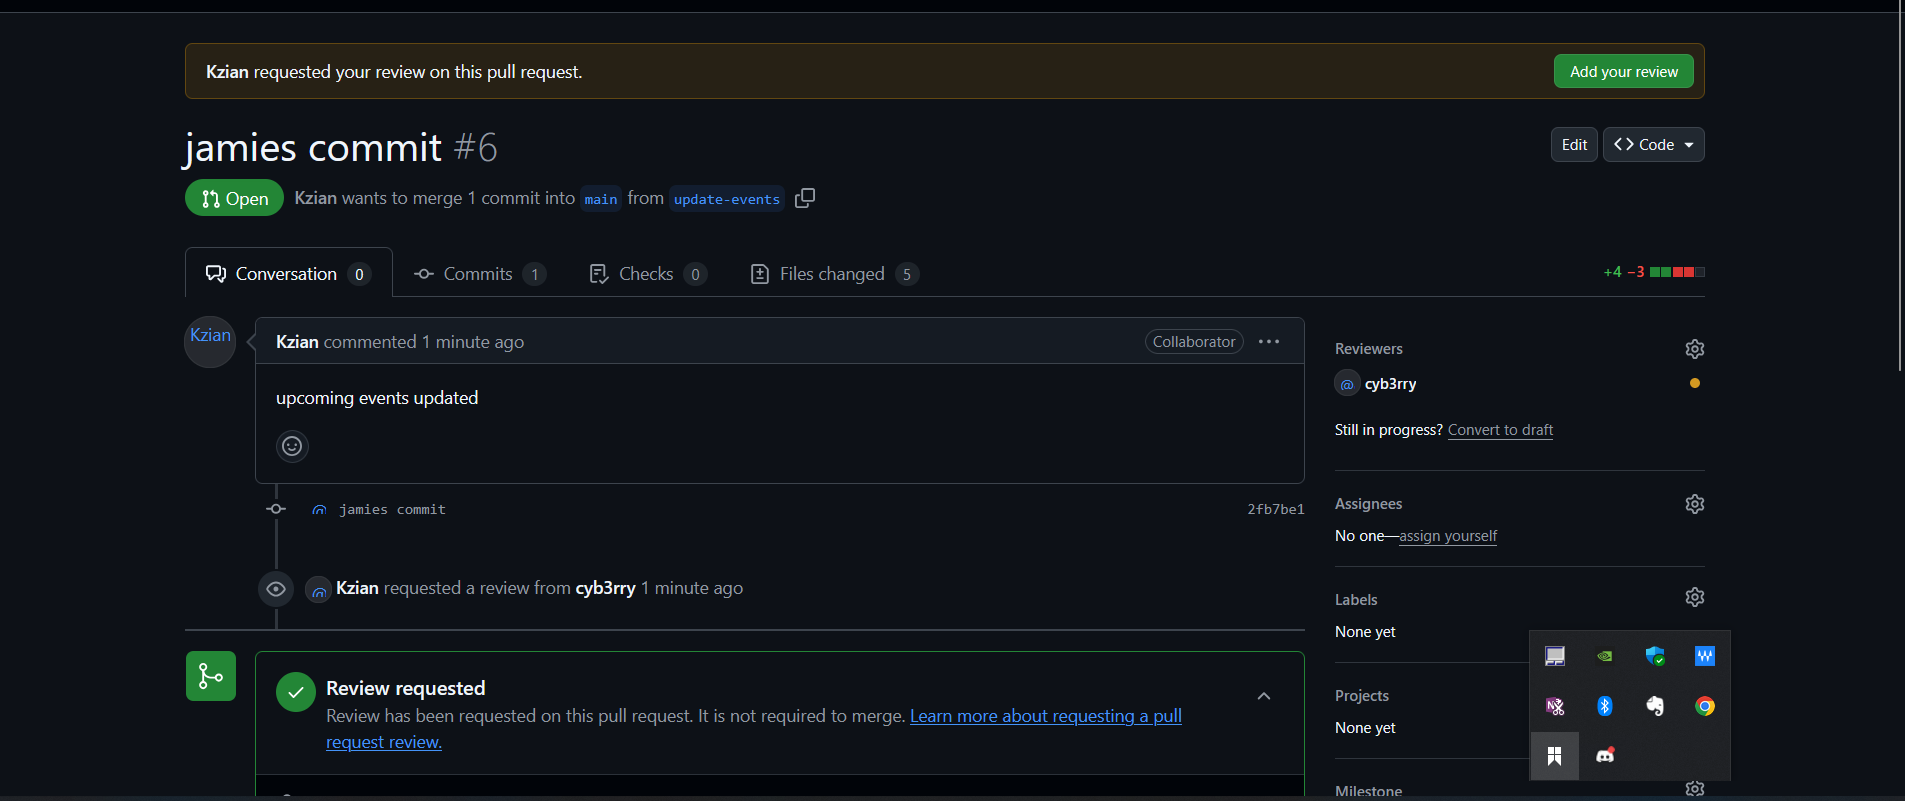 Kzian requested your review on this pull request.
Add your review
jamies commit #6
Edit
Code
Open
Kzian wants to merge 1 commit into main from update-events
Conversation 0
Commits 1
Checks 0
Files changed 5
+4 −3
Kzian
Kzian commented 1 minute ago
Collaborator
upcoming events updated
@ jamies commit
2fb7be1
@ Kzian requested a review from cyb3rry 1 minute ago
Review requested
Review has been requested on this pull request. It is not required to merge. Learn more about requesting a pull
request review.
Reviewers
@ cyb3rry
Still in progress? Convert to draft
Assignees
No one—assign yourself
Labels
None yet
Projects
None yet
Milestone